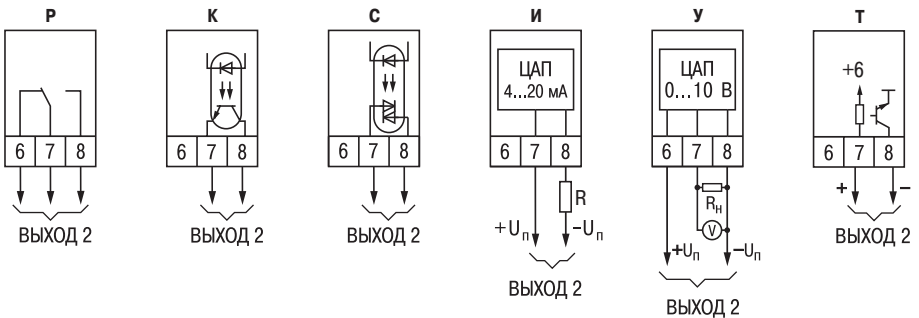 Р К С И У Т
ЦАП
4...20 мА
ЦАП
0...10 В
+6
6 7 8
6 7 8
6 7 8
6 7 8
6 7 8
6 7 8
R
Rн
V
+ –
+Uп –Uп
+Uп –Uп
ВЫХОД 2
ВЫХОД 2
ВЫХОД 2
ВЫХОД 2
ВЫХОД 2
ВЫХОД 2